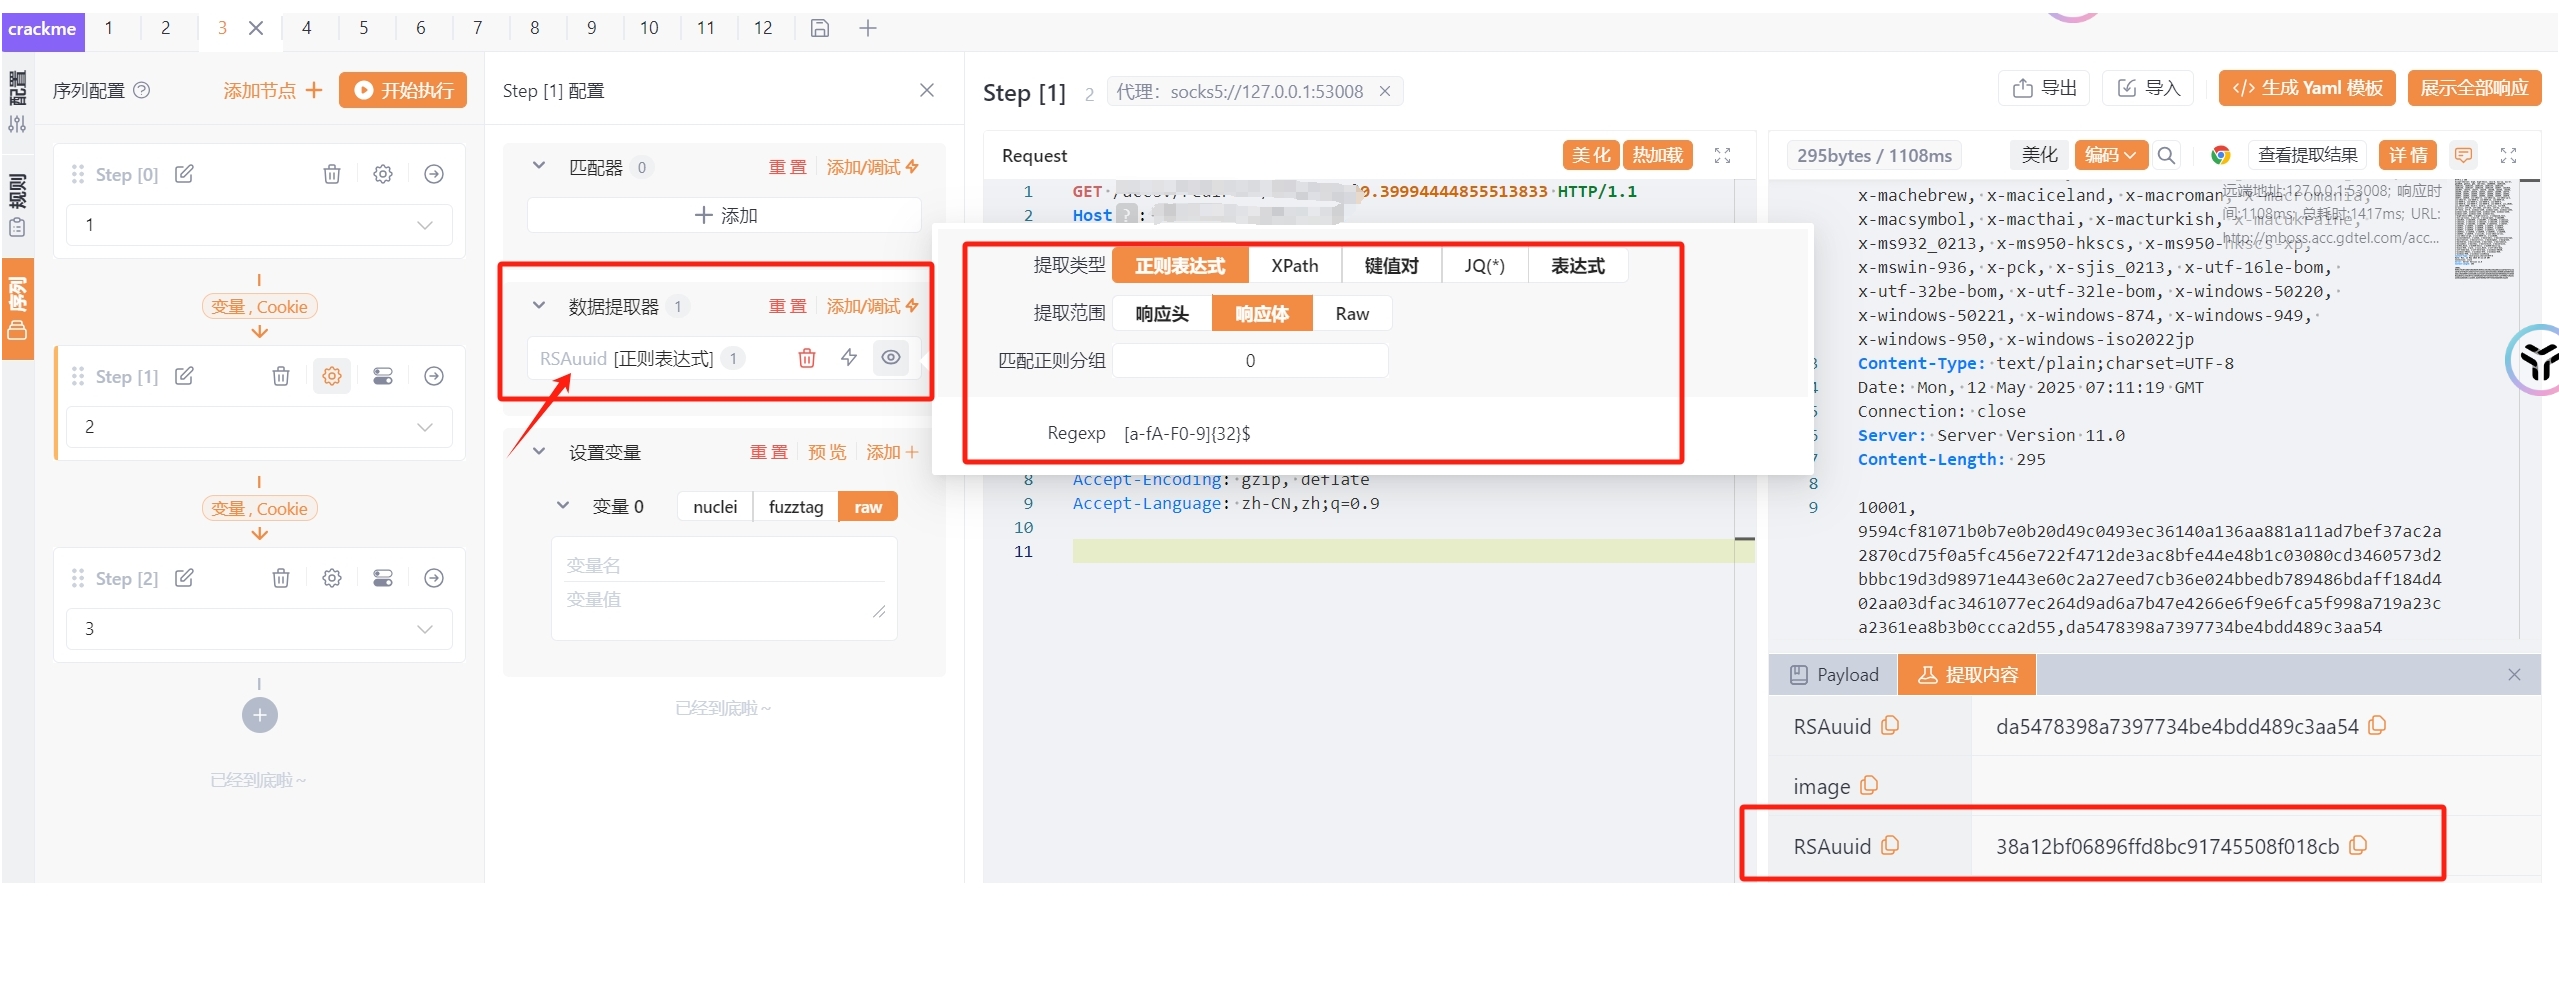 crackme 1 2 3 4 5 6 7 8 9 10 11 12
配置
规则
序列
序列配置 添加节点 开始执行
Step [0]
1
变量 , Cookie
Step [1]
2
变量 , Cookie
Step [2]
3
已经到底啦～
Step [1] 配置
匹配器 0 重 置 添加/调试
添加
数据提取器 1 重 置 添加/调试
RSAuuid [正则表达式] 1
设置变量 重 置 预 览 添加
变量 0 nuclei fuzztag raw
变量名
变量值
已经到底啦～
Step [1] 2 代理：socks5://127.0.0.1:53008
导出 导入 </> 生成 Yaml 模板 展示全部响应
Request 美 化 热加载
1 GET 0.39994444855513833 HTTP/1.1
2 Host ? :
提取类型 正则表达式 XPath 键值对 JQ(*) 表达式
提取范围 响应头 响应体 Raw
匹配正则分组 0
Regexp [a-fA-F0-9]{32}$
8 Accept-Encoding: gzip, deflate
9 Accept-Language: zh-CN,zh;q=0.9
10
11
295bytes / 1108ms 美化 编码 查看提取结果 详 情
远端地址:127.0.0.1:53008; 响应时
间:1108ms; 总耗时:1417ms; URL:
http://mboss.acc.gdtel.com/acc...
x-machebrew, x-maciceland, x-macroman, x-macromania,
x-macsymbol, x-macthai, x-macturkish, x-macukraine,
x-ms932_0213, x-ms950-hkscs, x-ms950-hkscs-xp,
x-mswin-936, x-pck, x-sjis_0213, x-utf-16le-bom,
x-utf-32be-bom, x-utf-32le-bom, x-windows-50220,
x-windows-50221, x-windows-874, x-windows-949,
x-windows-950, x-windows-iso2022jp
Content-Type: text/plain;charset=UTF-8
Date: Mon, 12 May 2025 07:11:19 GMT
Connection: close
Server: Server Version 11.0
Content-Length: 295
8
9 10001,
9594cf81071b0b7e0b20d49c0493ec36140a136aa881a11ad7bef37ac2a
2870cd75f0a5fc456e722f4712de3ac8bfe44e48b1c03080cd3460573d2
bbbc19d3d98971e443e60c2a27eed7cb36e024bbedb789486bdaff184d4
02aa03dfac3461077ec264d9ad6a7b47e4266e6f9e6fca5f998a719a23c
a2361ea8b3b0ccca2d55,da5478398a7397734be4bdd489c3aa54
Payload 提取内容
RSAuuid da5478398a7397734be4bdd489c3aa54
image
RSAuuid 38a12bf06896ffd8bc91745508f018cb